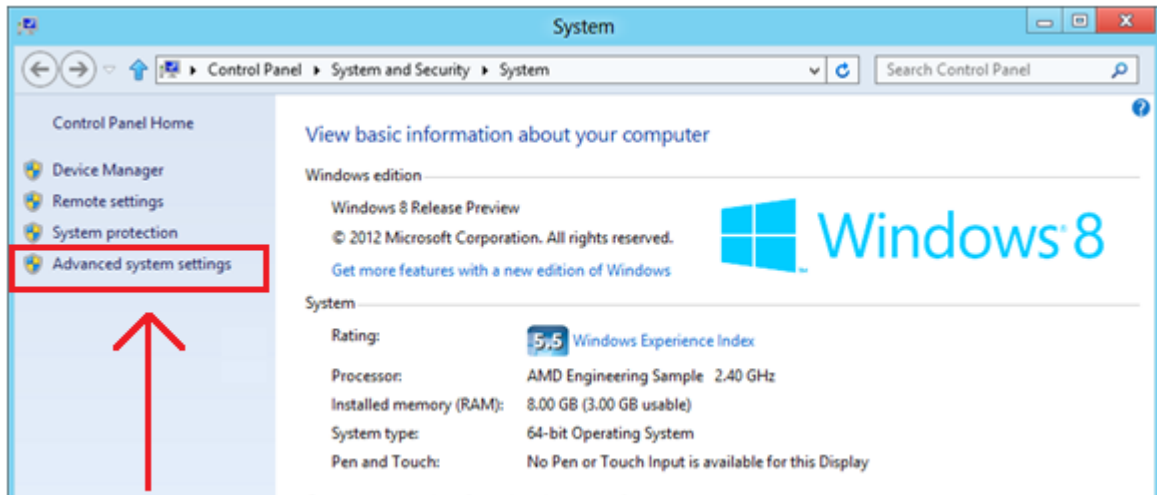 System
Control Panel System and Security System
Search Control Panel
Control Panel Home
Device Manager
Remote settings
System protection
Advanced system settings
View basic information about your computer
Windows edition
Windows 8 Release Preview
© 2012 Microsoft Corporation. All rights reserved.
Get more features with a new edition of Windows
Windows 8
System
Rating: 5,5 Windows Experience Index
Processor: AMD Engineering Sample 2.40 GHz
Installed memory (RAM): 8.00 GB (3.00 GB usable)
System type: 64-bit Operating System
Pen and Touch: No Pen or Touch Input is available for this Display